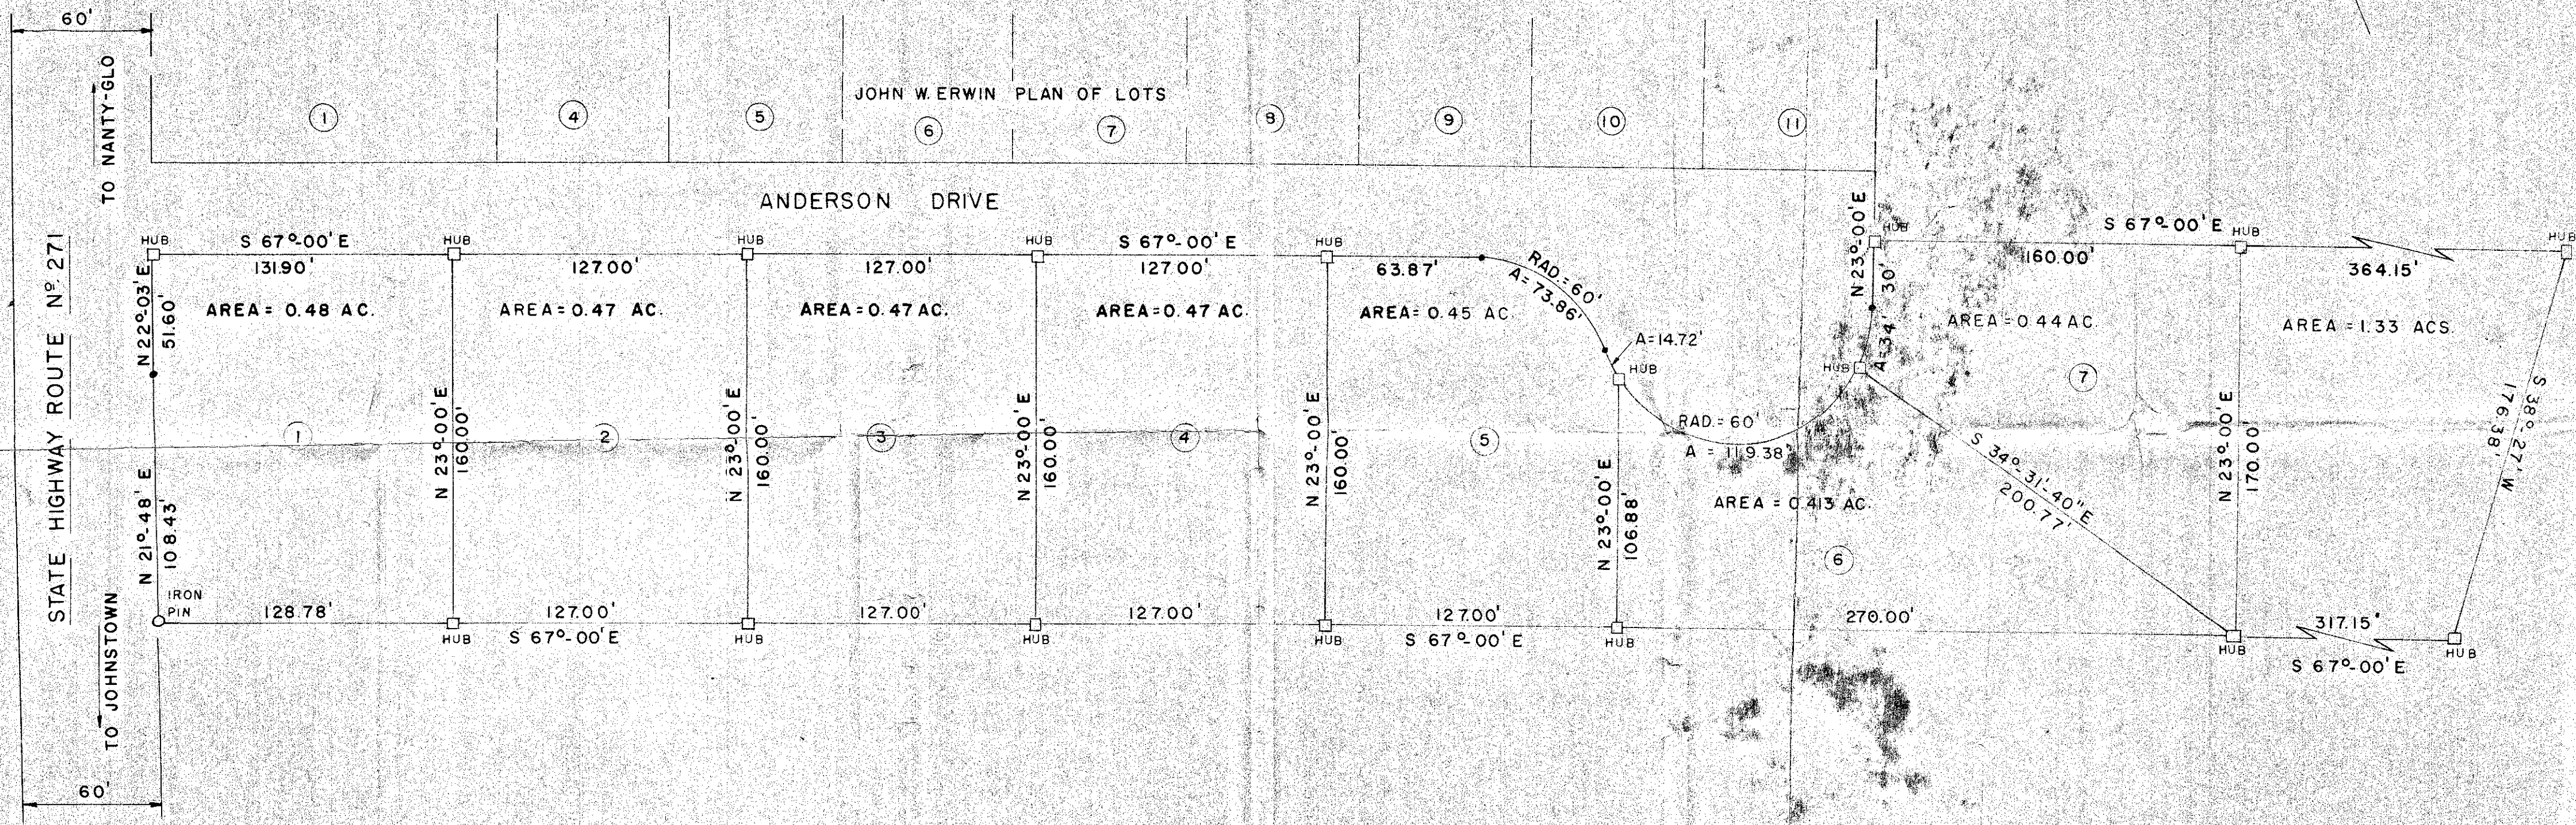 60'
TO NANTY-GLO
STATE HIGHWAY ROUTE Nº. 271
TO JOHNSTOWN
60'
JOHN W. ERWIN PLAN OF LOTS
1
4
5
6
7
8
9
10
11
ANDERSON DRIVE
HUB
S 67°-00' E
131.90'
HUB
127.00'
HUB
127.00'
HUB
S 67°-00' E
127.00'
HUB
63.87'
RAD.=60'
A=73.86'
A=14.72'
HUB
RAD.=60'
A = 119.38'
HUB
A=34'
30'
N 23°-00' E
HUB
S 67°-00' E
160.00'
HUB
364.15'
HUB
N 22°-03' E
51.60'
AREA= 0.48 AC.
AREA= 0.47 AC.
AREA= 0.47 AC.
AREA=0.47 AC.
AREA= 0.45 AC.
AREA=0.44 AC.
AREA=1.33 ACS.
N 21°-48' E
108.43'
1
N 23°-00' E
160.00'
2
N 23°-00' E
160.00'
3
N 23°-00' E
160.00'
4
N 23°-00' E
160.00'
5
N 23°-00' E
106.88'
AREA = 0.413 AC.
6
S 34°-31'-40" E
200.77'
7
N 23°-00' E
170.00'
S 38°-27' W
176.38'
IRON
PIN
128.78'
HUB
127.00'
S 67°-00' E
HUB
127.00'
HUB
127.00'
HUB
127.00'
S 67°-00' E
HUB
270.00'
HUB
317.15'
S 67°-00' E
HUB